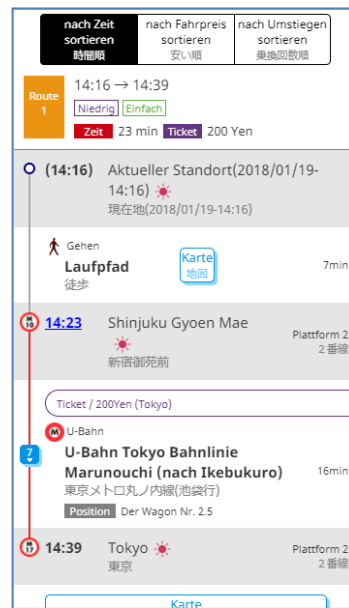 nach Zeit sortieren
時間順
nach Fahrpreis sortieren
安い順
nach Umstiegen sortieren
乗換回数順
Route 1
14:16 → 14:39
Niedrig Einfach
Zeit 23 min Ticket 200 Yen
(14:16) Aktueller Standort(2018/01/19-
14:16)
現在地(2018/01/19-14:16)
Gehen
Laufpfad
徒歩
Karte
地図
7min
M 10
14:23 Shinjuku Gyoen Mae
新宿御苑前
Plattform 2
2 番線
Ticket / 200Yen (Tokyo)
M U-Bahn
7
U-Bahn Tokyo Bahnlinie
Marunouchi (nach Ikebukuro)
東京メトロ丸ノ内線(池袋行)
16min
Position Der Wagon Nr. 2.5
M 17
14:39 Tokyo
東京
Plattform 2
2 番線
Karte